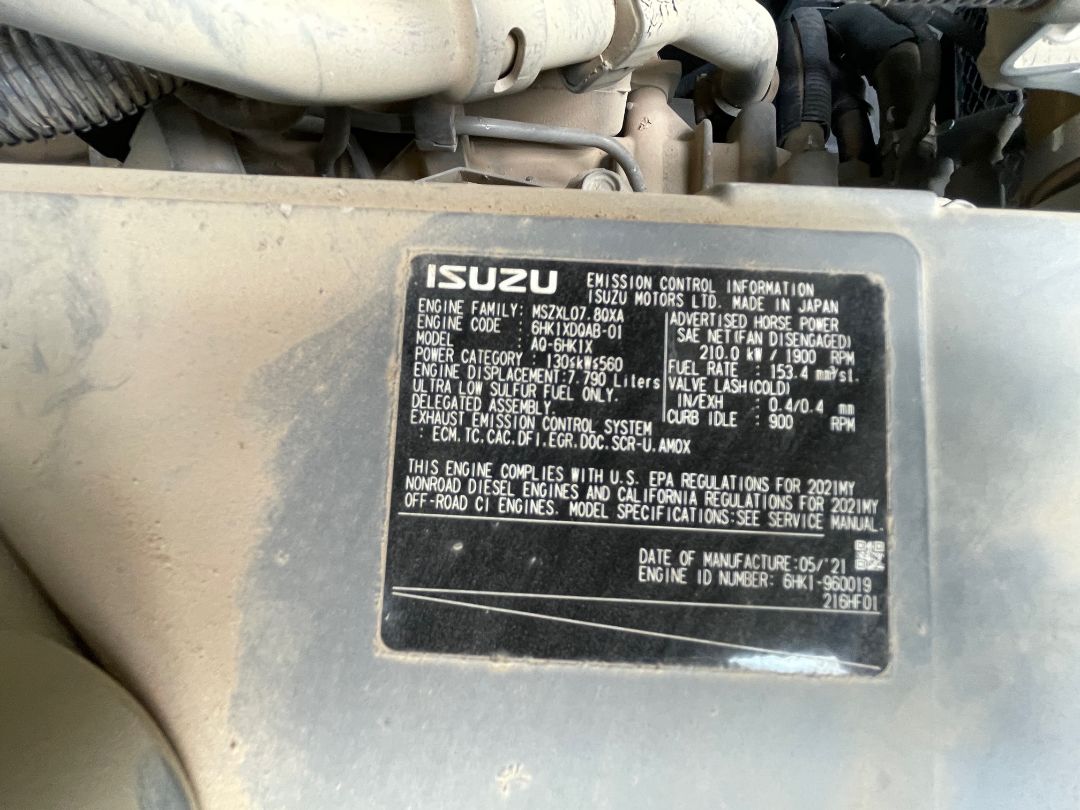 ISUZU
EMISSION CONTROL INFORMATION
ISUZU MOTORS LTD. MADE IN JAPAN
ENGINE FAMILY: MSZXL07.8QXA
ENGINE CODE : 6HK1XDQAB-01
MODEL : AQ-6HK1X
POWER CATEGORY : 130≤kW≤560
ENGINE DISPLACEMENT:7.790 Liters
ULTRA LOW SULFUR FUEL ONLY.
DELEGATED ASSEMBLY.
EXHAUST EMISSION CONTROL SYSTEM
: ECM.TC.CAC.DFI.EGR.DOC.SCR-U.AMOX
ADVERTISED HORSE POWER
SAE NET(FAN DISENGAGED)
210.0 kW / 1900 RPM
FUEL RATE : 153.4 mm³/st.
VALVE LASH(COLD)
IN/EXH : 0.4/0.4 mm
CURB IDLE : 900 RPM
THIS ENGINE COMPLIES WITH U.S. EPA REGULATIONS FOR 2021MY
NONROAD DIESEL ENGINES AND CALIFORNIA REGULATIONS FOR 2021MY
OFF-ROAD CI ENGINES. MODEL SPECIFICATIONS:SEE SERVICE MANUAL.
DATE OF MANUFACTURE:05/'21
ENGINE ID NUMBER: 6HK1-960019
216HF01